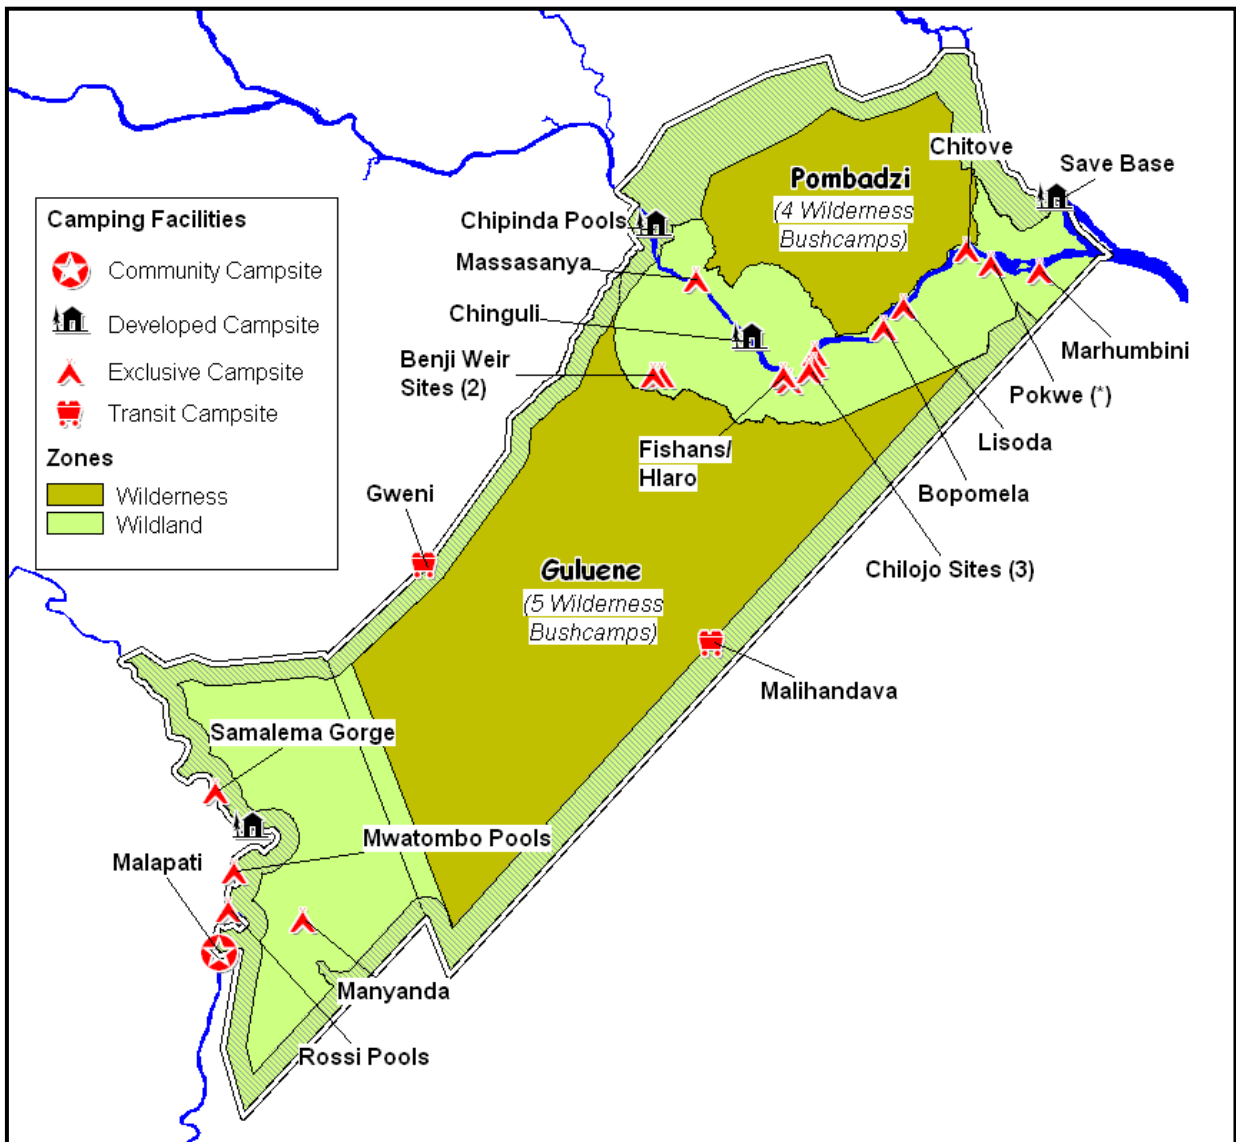 Chitove
Save Base
Pombadzi
(4 Wilderness
Bushcamps)
Camping Facilities
Community Campsite
Developed Campsite
Exclusive Campsite
Transit Campsite
Zones
Wilderness
Wildland
Chipinda Pools
Massasanya
Chinguli
Benji Weir
Sites (2)
Marhumbini
Pokwe (*)
Lisoda
Fishans/
Hlaro
Bopomela
Gweni
Chilojo Sites (3)
Guluene
(5 Wilderness
Bushcamps)
Malihandava
Samalema Gorge
Mwatombo Pools
Malapati
Manyanda
Rossi Pools